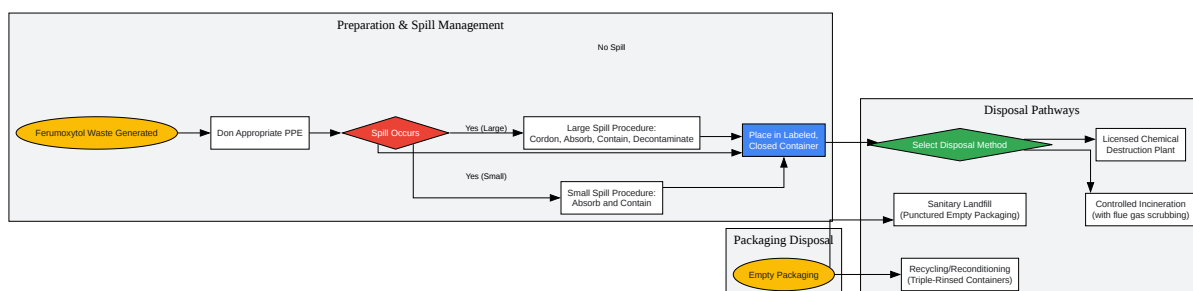 Preparation & Spill Management
No Spill
Ferumoxytol Waste Generated
Don Appropriate PPE
Spill Occurs
Yes (Large)
Large Spill Procedure:
Cordon, Absorb, Contain, Decontaminate
Place in Labeled,
Closed Container
Yes (Small)
Small Spill Procedure:
Absorb and Contain
Disposal Pathways
Select Disposal Method
Licensed Chemical
Destruction Plant
Sanitary Landfill
(Punctured Empty Packaging)
Controlled Incineration
(with flue gas scrubbing)
Packaging Disposal
Empty Packaging
Recycling/Reconditioning
(Triple-Rinsed Containers)